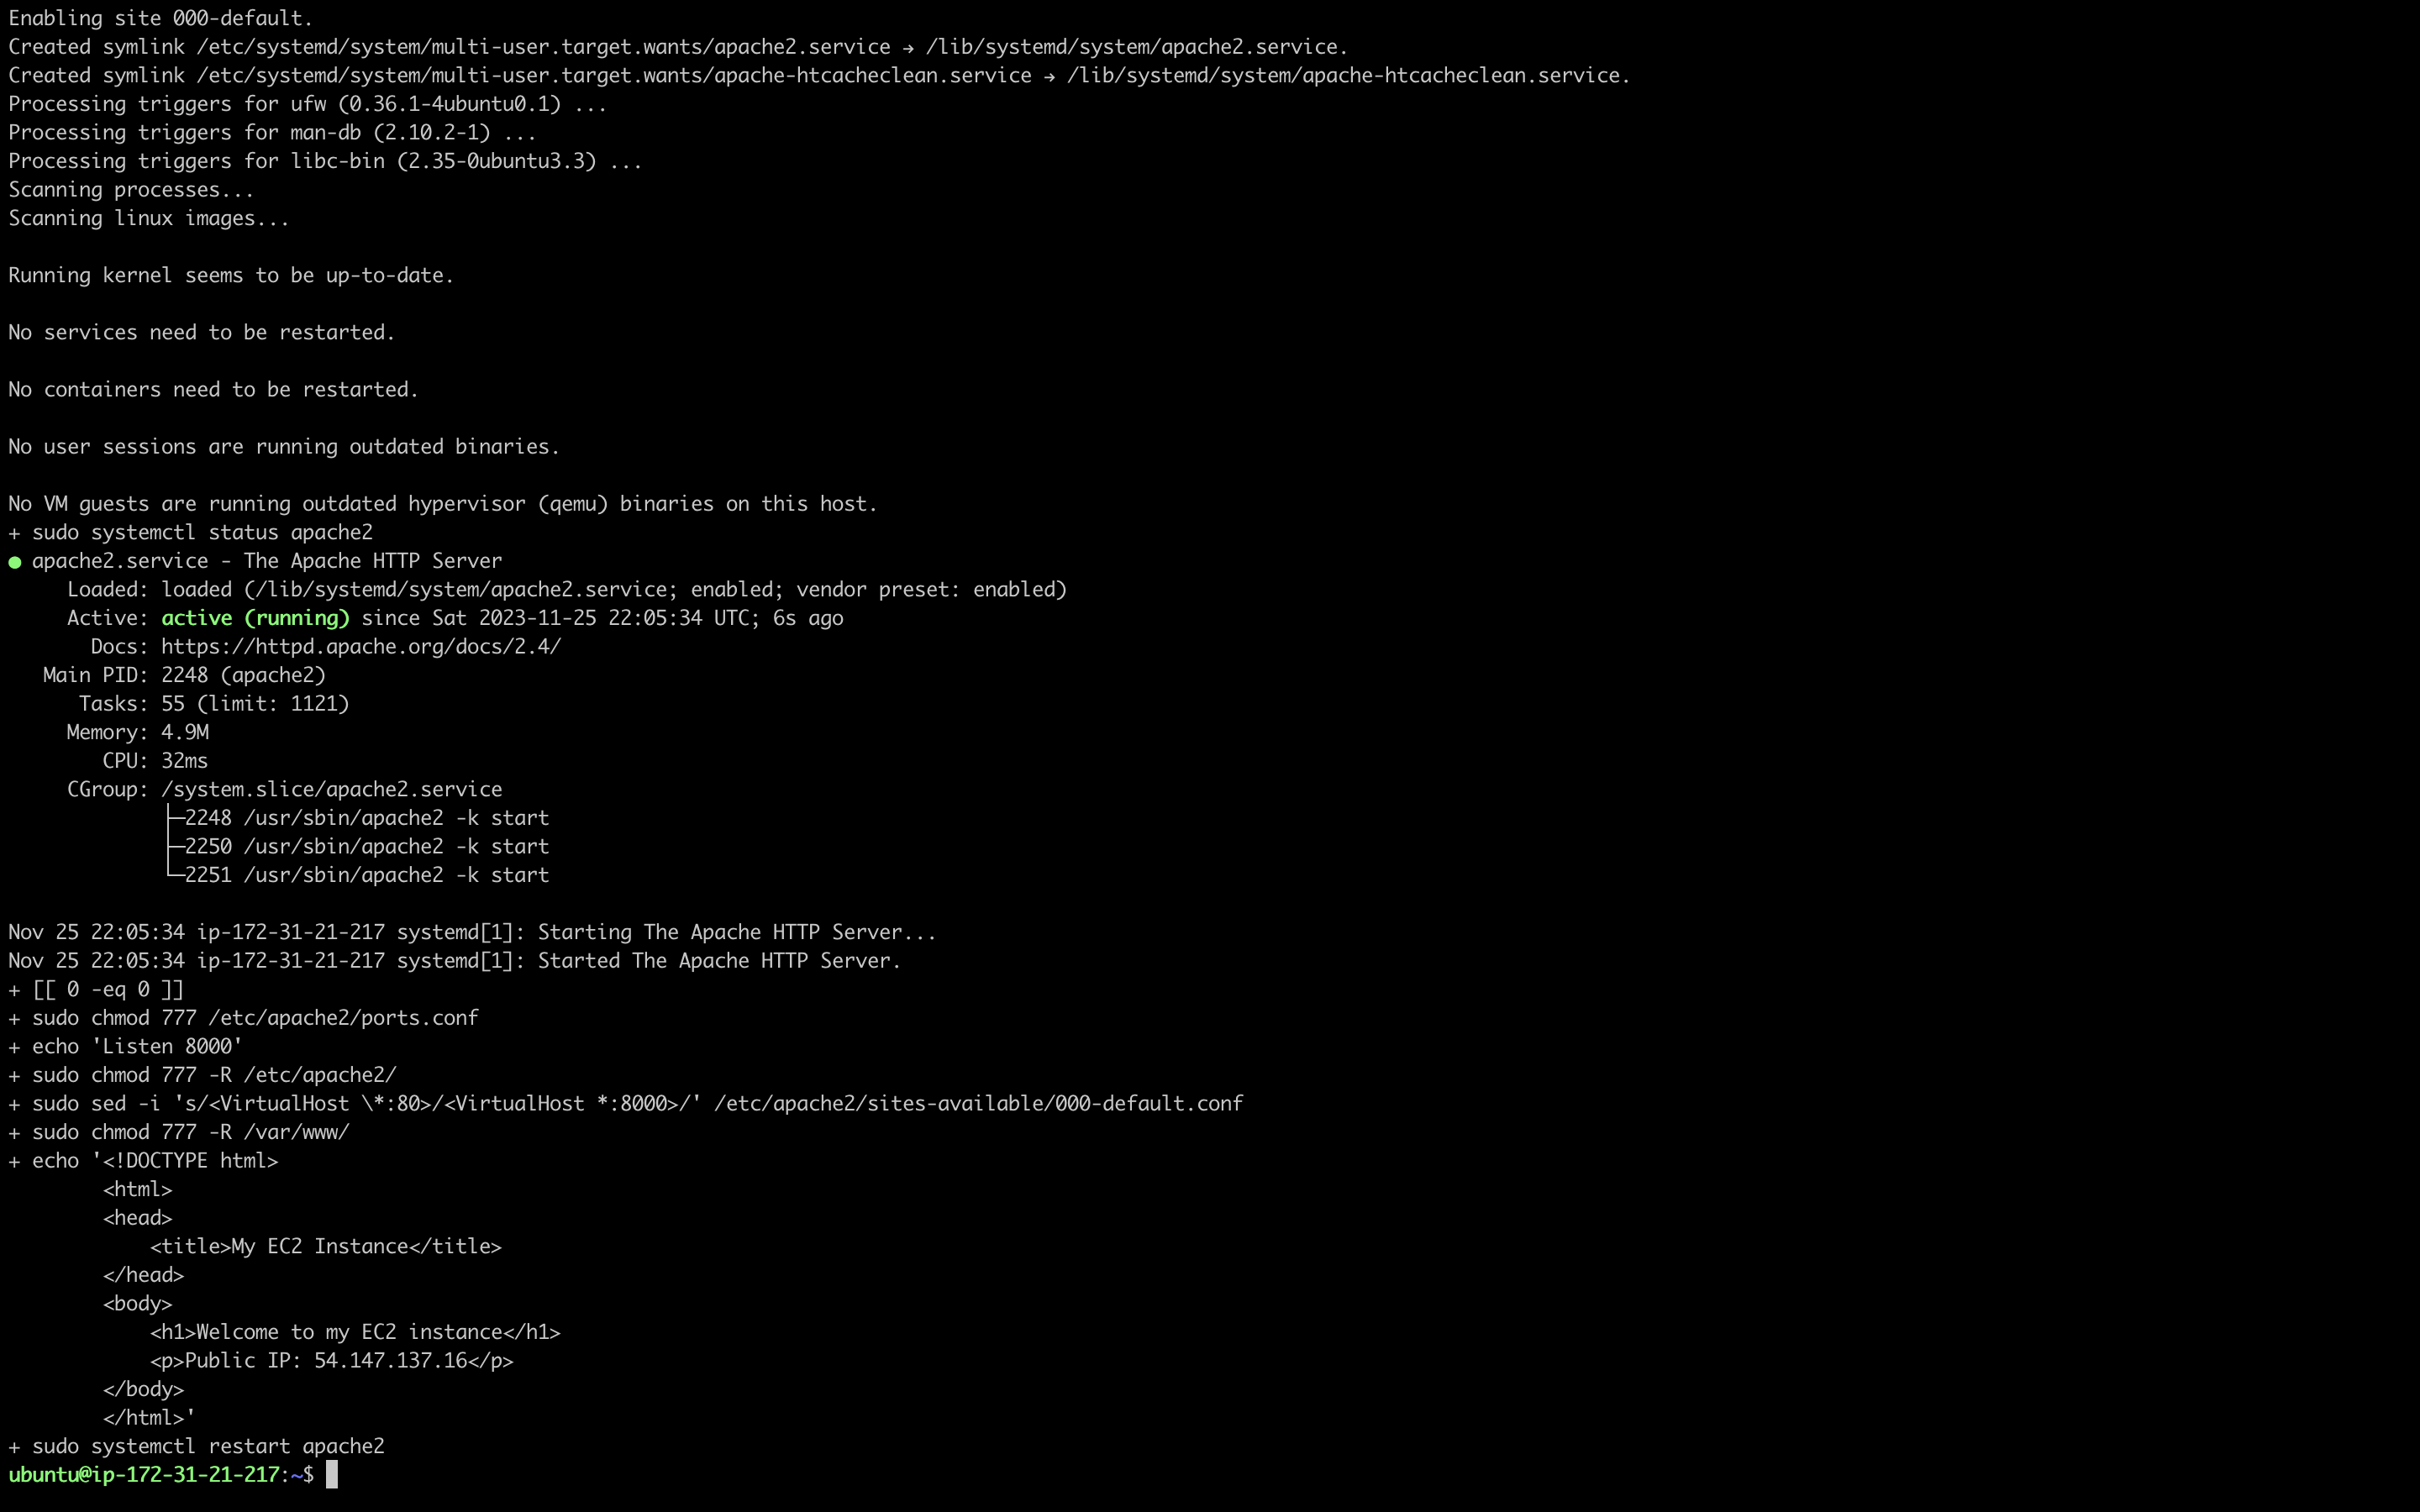 Enabling site 000-default.
Created symlink /etc/systemd/system/multi-user.target.wants/apache2.service → /lib/systemd/system/apache2.service.
Created symlink /etc/systemd/system/multi-user.target.wants/apache-htcacheclean.service → /lib/systemd/system/apache-htcacheclean.service.
Processing triggers for ufw (0.36.1-4ubuntu0.1) ...
Processing triggers for man-db (2.10.2-1) ...
Processing triggers for libc-bin (2.35-0ubuntu3.3) ...
Scanning processes...
Scanning linux images...

Running kernel seems to be up-to-date.

No services need to be restarted.

No containers need to be restarted.

No user sessions are running outdated binaries.

No VM guests are running outdated hypervisor (qemu) binaries on this host.
+ sudo systemctl status apache2
● apache2.service - The Apache HTTP Server
     Loaded: loaded (/lib/systemd/system/apache2.service; enabled; vendor preset: enabled)
     Active: active (running) since Sat 2023-11-25 22:05:34 UTC; 6s ago
       Docs: https://httpd.apache.org/docs/2.4/
   Main PID: 2248 (apache2)
      Tasks: 55 (limit: 1121)
     Memory: 4.9M
        CPU: 32ms
     CGroup: /system.slice/apache2.service
             ├─2248 /usr/sbin/apache2 -k start
             ├─2250 /usr/sbin/apache2 -k start
             └─2251 /usr/sbin/apache2 -k start

Nov 25 22:05:34 ip-172-31-21-217 systemd[1]: Starting The Apache HTTP Server...
Nov 25 22:05:34 ip-172-31-21-217 systemd[1]: Started The Apache HTTP Server.
+ [[ 0 -eq 0 ]]
+ sudo chmod 777 /etc/apache2/ports.conf
+ echo 'Listen 8000'
+ sudo chmod 777 -R /etc/apache2/
+ sudo sed -i 's/<VirtualHost \*:80>/<VirtualHost *:8000>/' /etc/apache2/sites-available/000-default.conf
+ sudo chmod 777 -R /var/www/
+ echo '<!DOCTYPE html>
        <html>
        <head>
            <title>My EC2 Instance</title>
        </head>
        <body>
            <h1>Welcome to my EC2 instance</h1>
            <p>Public IP: 54.147.137.16</p>
        </body>
        </html>'
+ sudo systemctl restart apache2
ubuntu@ip-172-31-21-217:~$